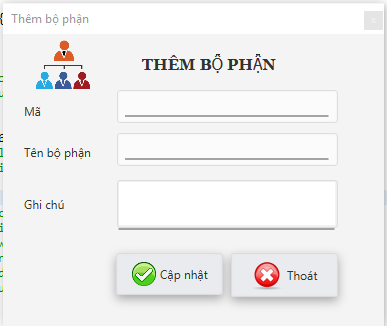 Thêm bộ phận
x
THÊM BỘ PHẬN
Mã
Tên bộ phận
Ghi chú
Cập nhật
Thoát